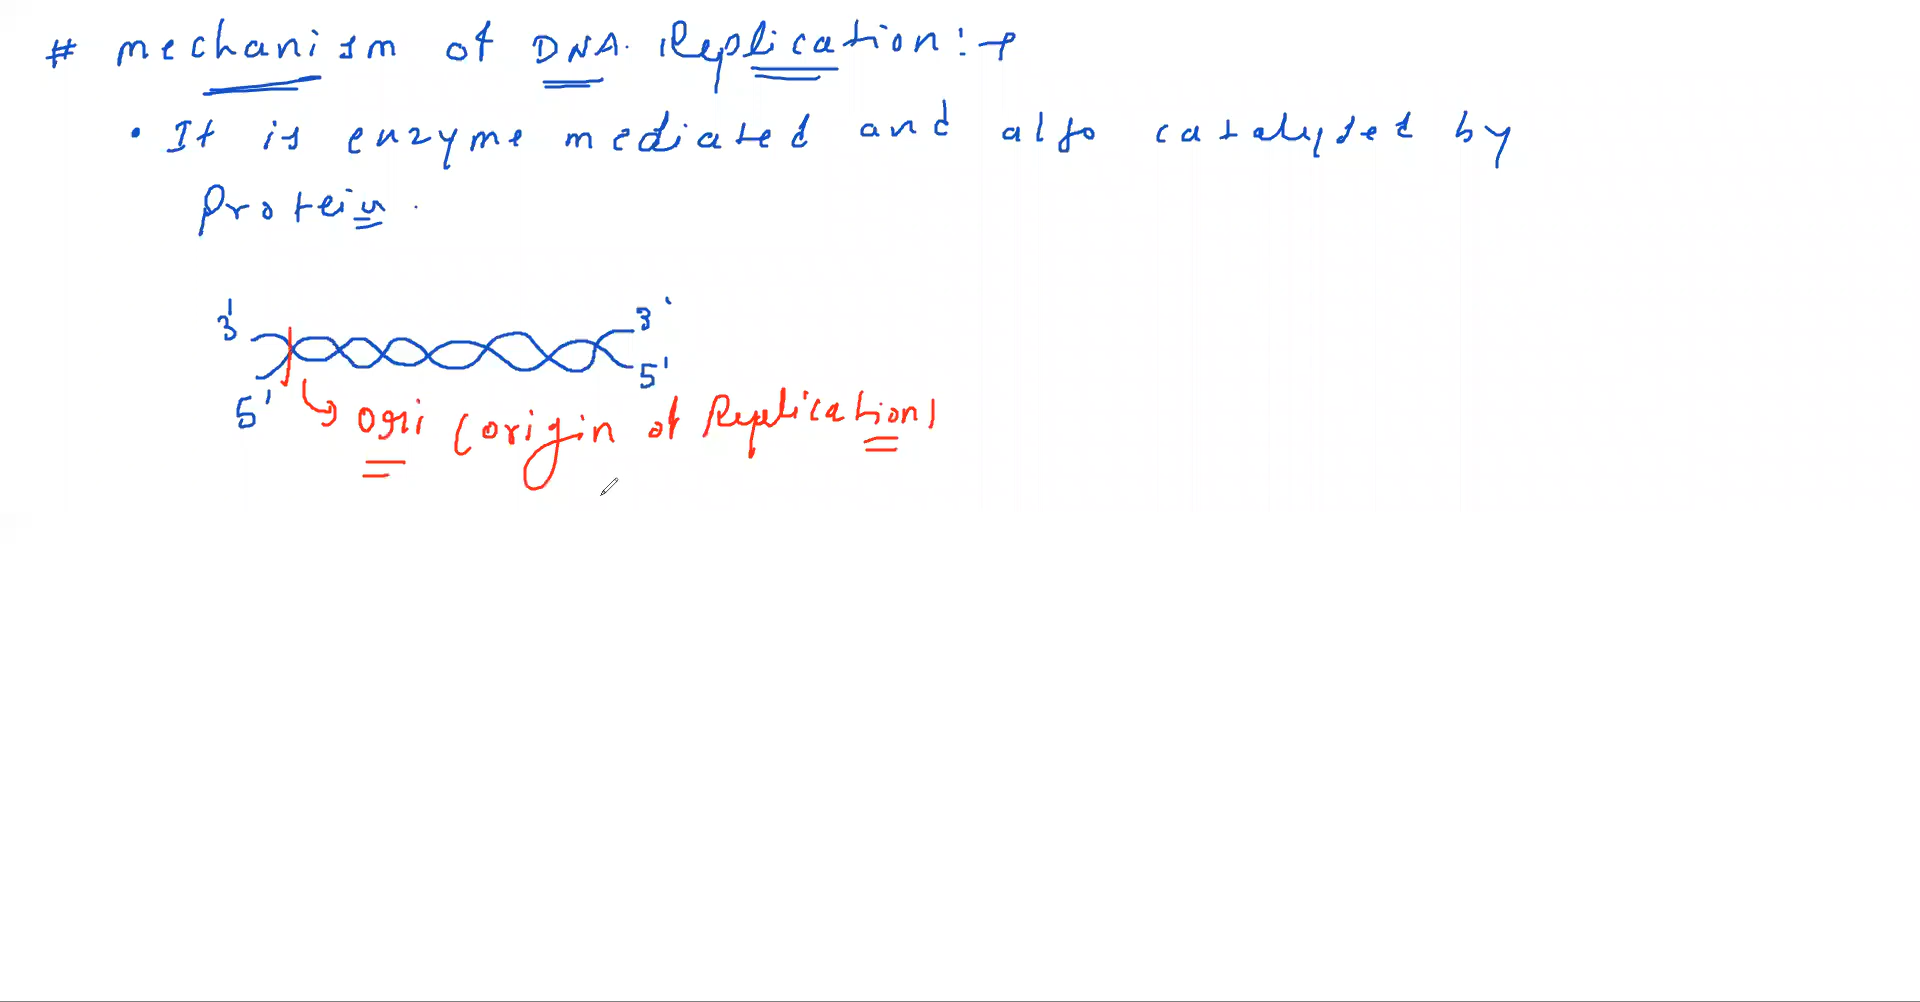 # mechanism of DNA Replication:→
• It is enzyme mediated and also catalysed by
Protein.
3' 3'
5' 5'
ori (origin of Replication)